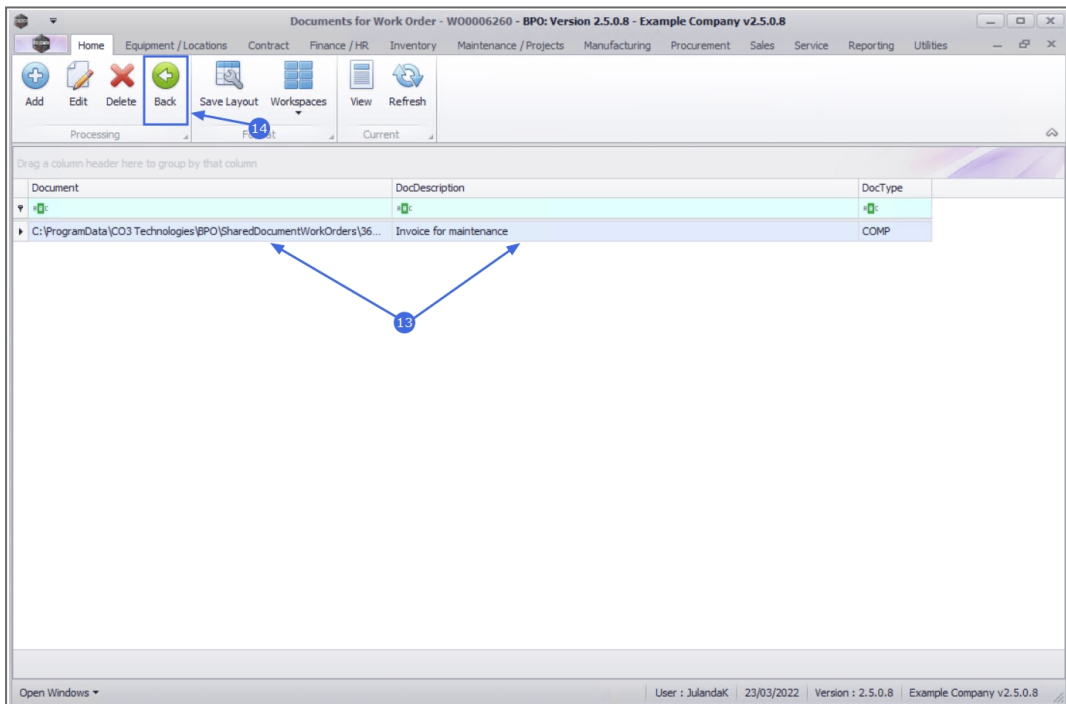 Documents for Work Order - WO0006260 - BPO: Version 2.5.0.8 - Example Company v2.5.0.8
Home Equipment / Locations Contract Finance / HR Inventory Maintenance / Projects Manufacturing Procurement Sales Service Reporting Utilities
Add Edit Delete Back Save Layout Workspaces View Refresh
14
Processing Current
Drag a column header here to group by that column
Document DocDescription DocType
C:\ProgramData\CO3 Technologies\BPO\SharedDocumentWorkOrders\36... Invoice for maintenance COMP
13
Open Windows User : JulandaK 23/03/2022 Version : 2.5.0.8 Example Company v2.5.0.8